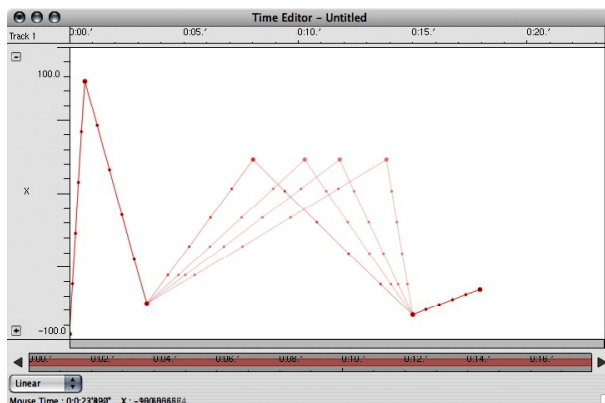 Time Editor – Untitled
Track 1 0:00.' 0:05.' 0:10.' 0:15.' 0:20.'
100.0
X
-100.0
0:00.' 0:02.' 0:04.' 0:06.' 0:08.' 0:10.' 0:12.' 0:14.' 0:16.'
Linear
Mouse Time : X :